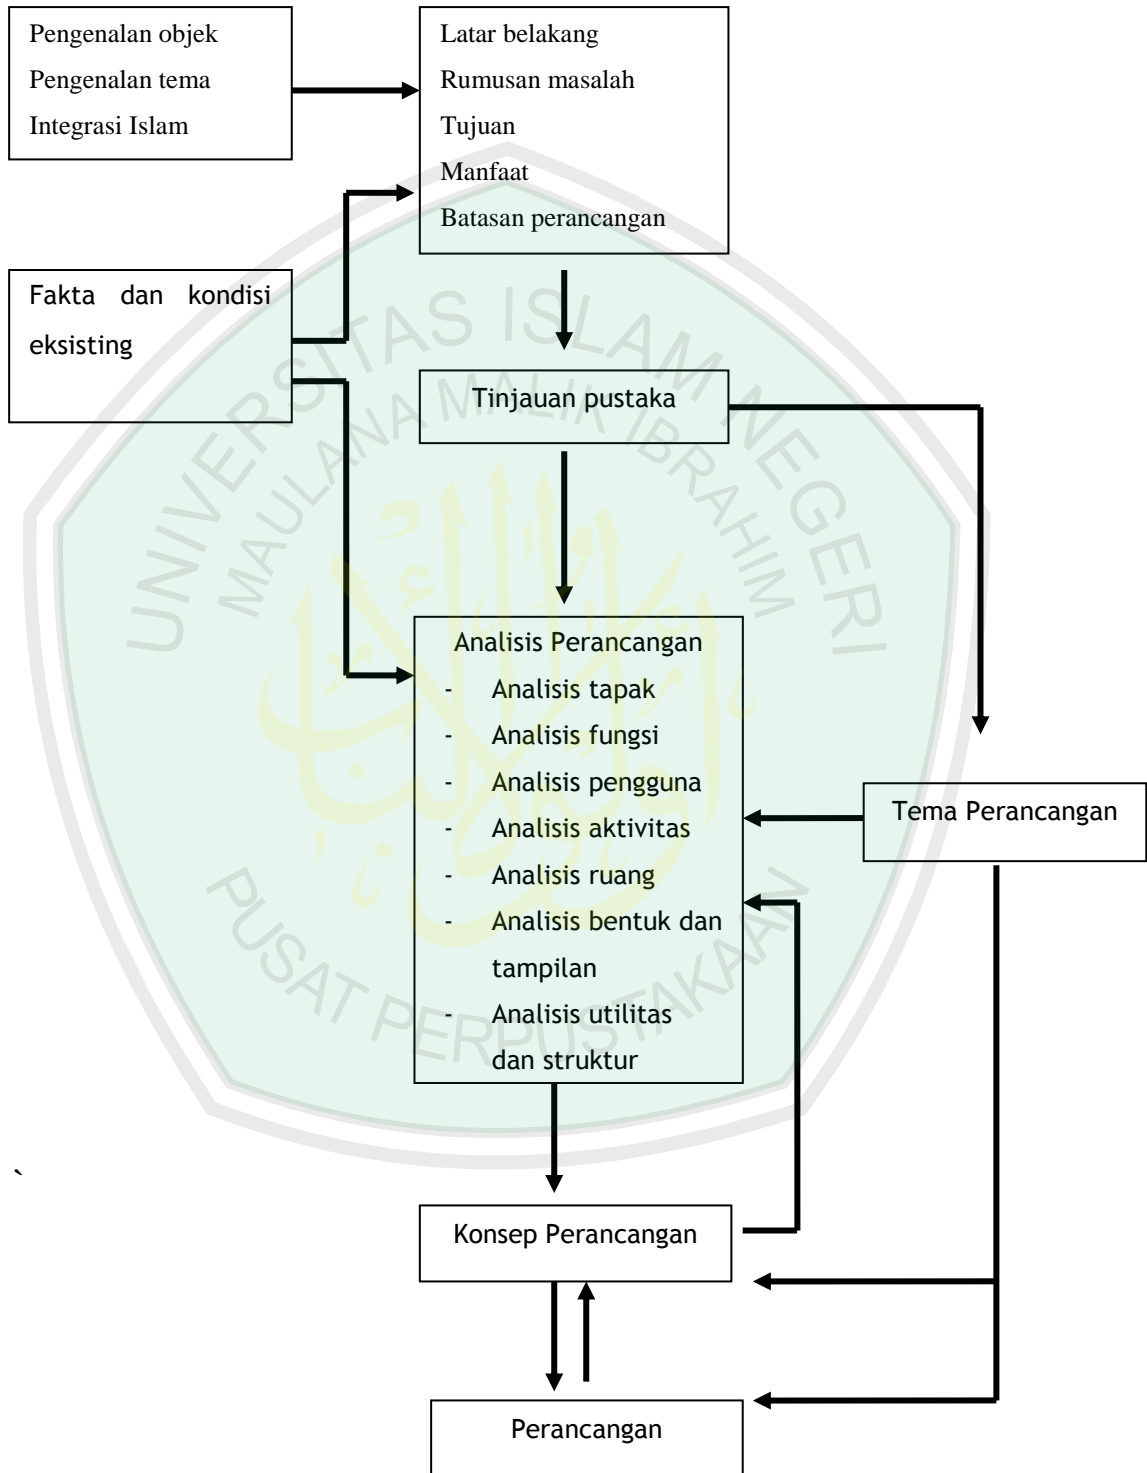 Pengenalan objek
Pengenalan tema
Integrasi Islam
Latar belakang
Rumusan masalah
Tujuan
Manfaat
Batasan perancangan
Fakta dan kondisi
eksisting
Tinjauan pustaka
Analisis Perancangan
- Analisis tapak
- Analisis fungsi
- Analisis pengguna
- Analisis aktivitas
- Analisis ruang
- Analisis bentuk dan
tampilan
- Analisis utilitas
dan struktur
Tema Perancangan
`
Konsep Perancangan
Perancangan
UNIVERSITAS ISLAM NEGERI
MAULANA MALIK IBRAHIM
PUSAT PERPUSTAKAAN